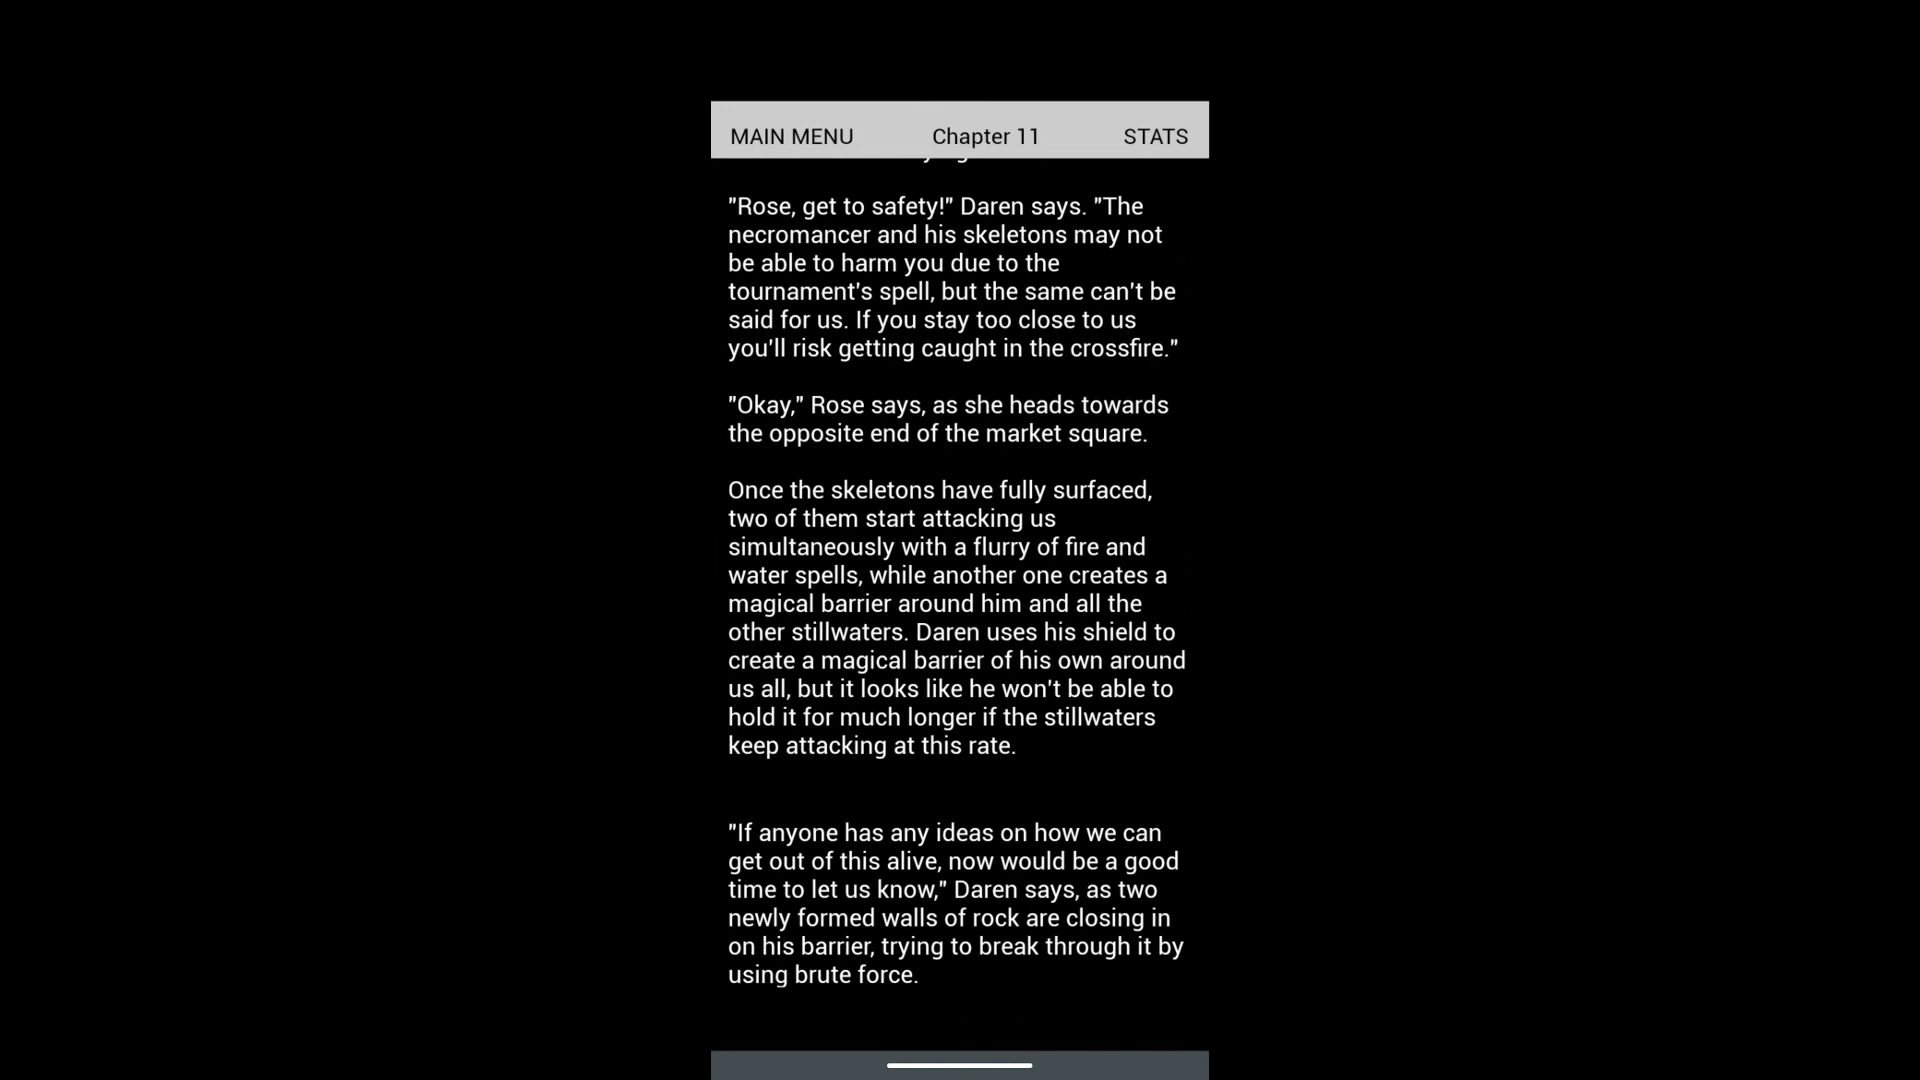 MAIN MENU Chapter 11 STATS
"Rose, get to safety!" Daren says. "The
necromancer and his skeletons may not
be able to harm you due to the
tournament's spell, but the same can't be
said for us. If you stay too close to us
you'll risk getting caught in the crossfire."
"Okay," Rose says, as she heads towards
the opposite end of the market square.
Once the skeletons have fully surfaced,
two of them start attacking us
simultaneously with a flurry of fire and
water spells, while another one creates a
magical barrier around him and all the
other stillwaters. Daren uses his shield to
create a magical barrier of his own around
us all, but it looks like he won't be able to
hold it for much longer if the stillwaters
keep attacking at this rate.
"If anyone has any ideas on how we can
get out of this alive, now would be a good
time to let us know," Daren says, as two
newly formed walls of rock are closing in
on his barrier, trying to break through it by
using brute force.